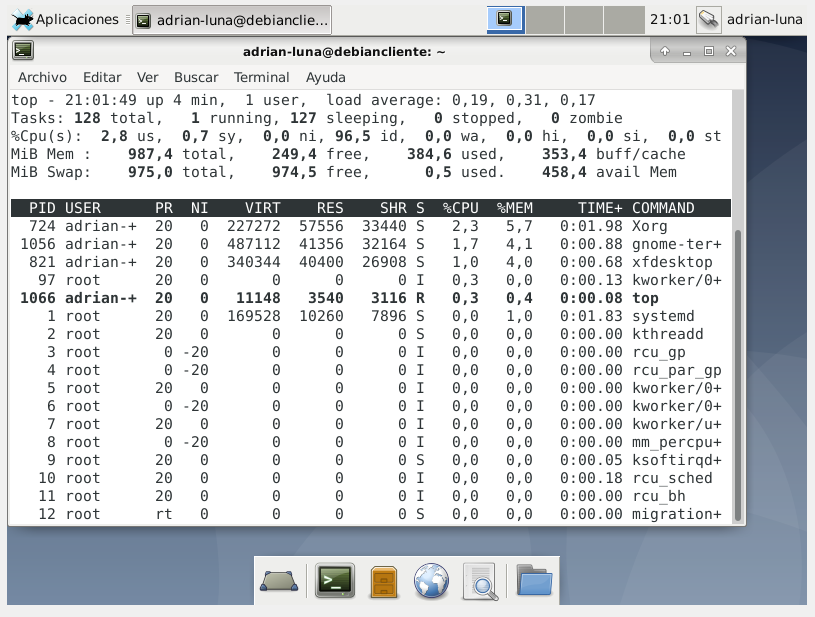 Aplicaciones adrian-luna@debianclie... 21:01 adrian-luna
adrian-luna@debiancliente: ~
Archivo Editar Ver Buscar Terminal Ayuda
top - 21:01:49 up 4 min,  1 user,  load average: 0,19, 0,31, 0,17
Tasks: 128 total,   1 running, 127 sleeping,   0 stopped,   0 zombie
%Cpu(s):  2,8 us,  0,7 sy,  0,0 ni, 96,5 id,  0,0 wa,  0,0 hi,  0,0 si,  0,0 st
MiB Mem :    987,4 total,    249,4 free,    384,6 used,    353,4 buff/cache
MiB Swap:    975,0 total,    974,5 free,      0,5 used.    458,4 avail Mem
PID USER      PR  NI    VIRT    RES    SHR S  %CPU  %MEM     TIME+ COMMAND
724 adrian-+  20   0  227272  57556  33440 S   2,3   5,7   0:01.98 Xorg
1056 adrian-+  20   0  487112  41356  32164 S   1,7   4,1   0:00.88 gnome-ter+
821 adrian-+  20   0  340344  40400  26908 S   1,0   4,0   0:00.68 xfdesktop
97 root      20   0       0      0      0 I   0,3   0,0   0:00.13 kworker/0+
1066 adrian-+  20   0   11148   3540   3116 R   0,3   0,4   0:00.08 top
1 root      20   0  169528  10260   7896 S   0,0   1,0   0:01.83 systemd
2 root      20   0       0      0      0 S   0,0   0,0   0:00.00 kthreadd
3 root       0 -20       0      0      0 I   0,0   0,0   0:00.00 rcu_gp
4 root       0 -20       0      0      0 I   0,0   0,0   0:00.00 rcu_par_gp
5 root      20   0       0      0      0 I   0,0   0,0   0:00.00 kworker/0+
6 root       0 -20       0      0      0 I   0,0   0,0   0:00.00 kworker/0+
7 root      20   0       0      0      0 I   0,0   0,0   0:00.00 kworker/u+
8 root       0 -20       0      0      0 I   0,0   0,0   0:00.00 mm_percpu+
9 root      20   0       0      0      0 S   0,0   0,0   0:00.05 ksoftirqd+
10 root      20   0       0      0      0 I   0,0   0,0   0:00.18 rcu_sched
11 root      20   0       0      0      0 I   0,0   0,0   0:00.00 rcu_bh
12 root      rt   0       0      0      0 S   0,0   0,0   0:00.00 migration+